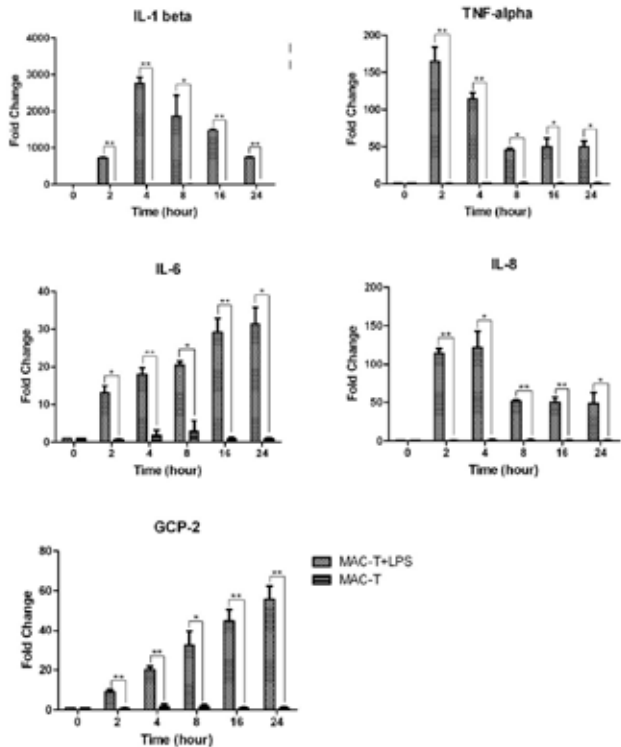 IL-1 beta
4000
3000
2000
1000
0
Fold Change
**
**
*
**
**
0 2 4 8 16 24
Time (hour)
TNF-alpha
200
150
100
50
0
Fold Change
**
**
*
*
*
0 2 4 8 16 24
Time (hour)
IL-6
40
30
20
10
0
Fold Change
*
**
*
**
*
0 2 4 8 16 24
Time (hour)
IL-8
200
150
100
50
0
Fold Change
**
*
**
**
*
0 2 4 8 16 24
Time (hour)
GCP-2
80
60
40
20
0
Fold Change
**
**
*
**
**
0 2 4 8 16 24
Time (hour)
MAC-T+LPS
MAC-T